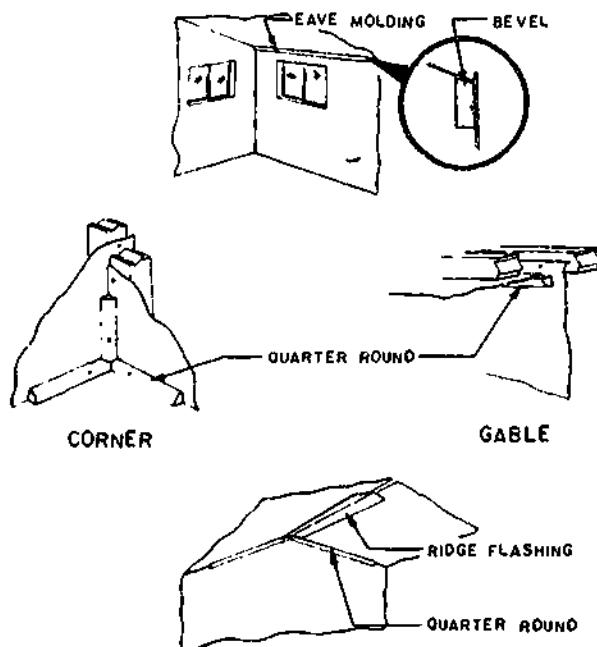 EAVE MOLDING
BEVEL
QUARTER ROUND
CORNER
GABLE
RIDGE FLASHING
QUARTER ROUND